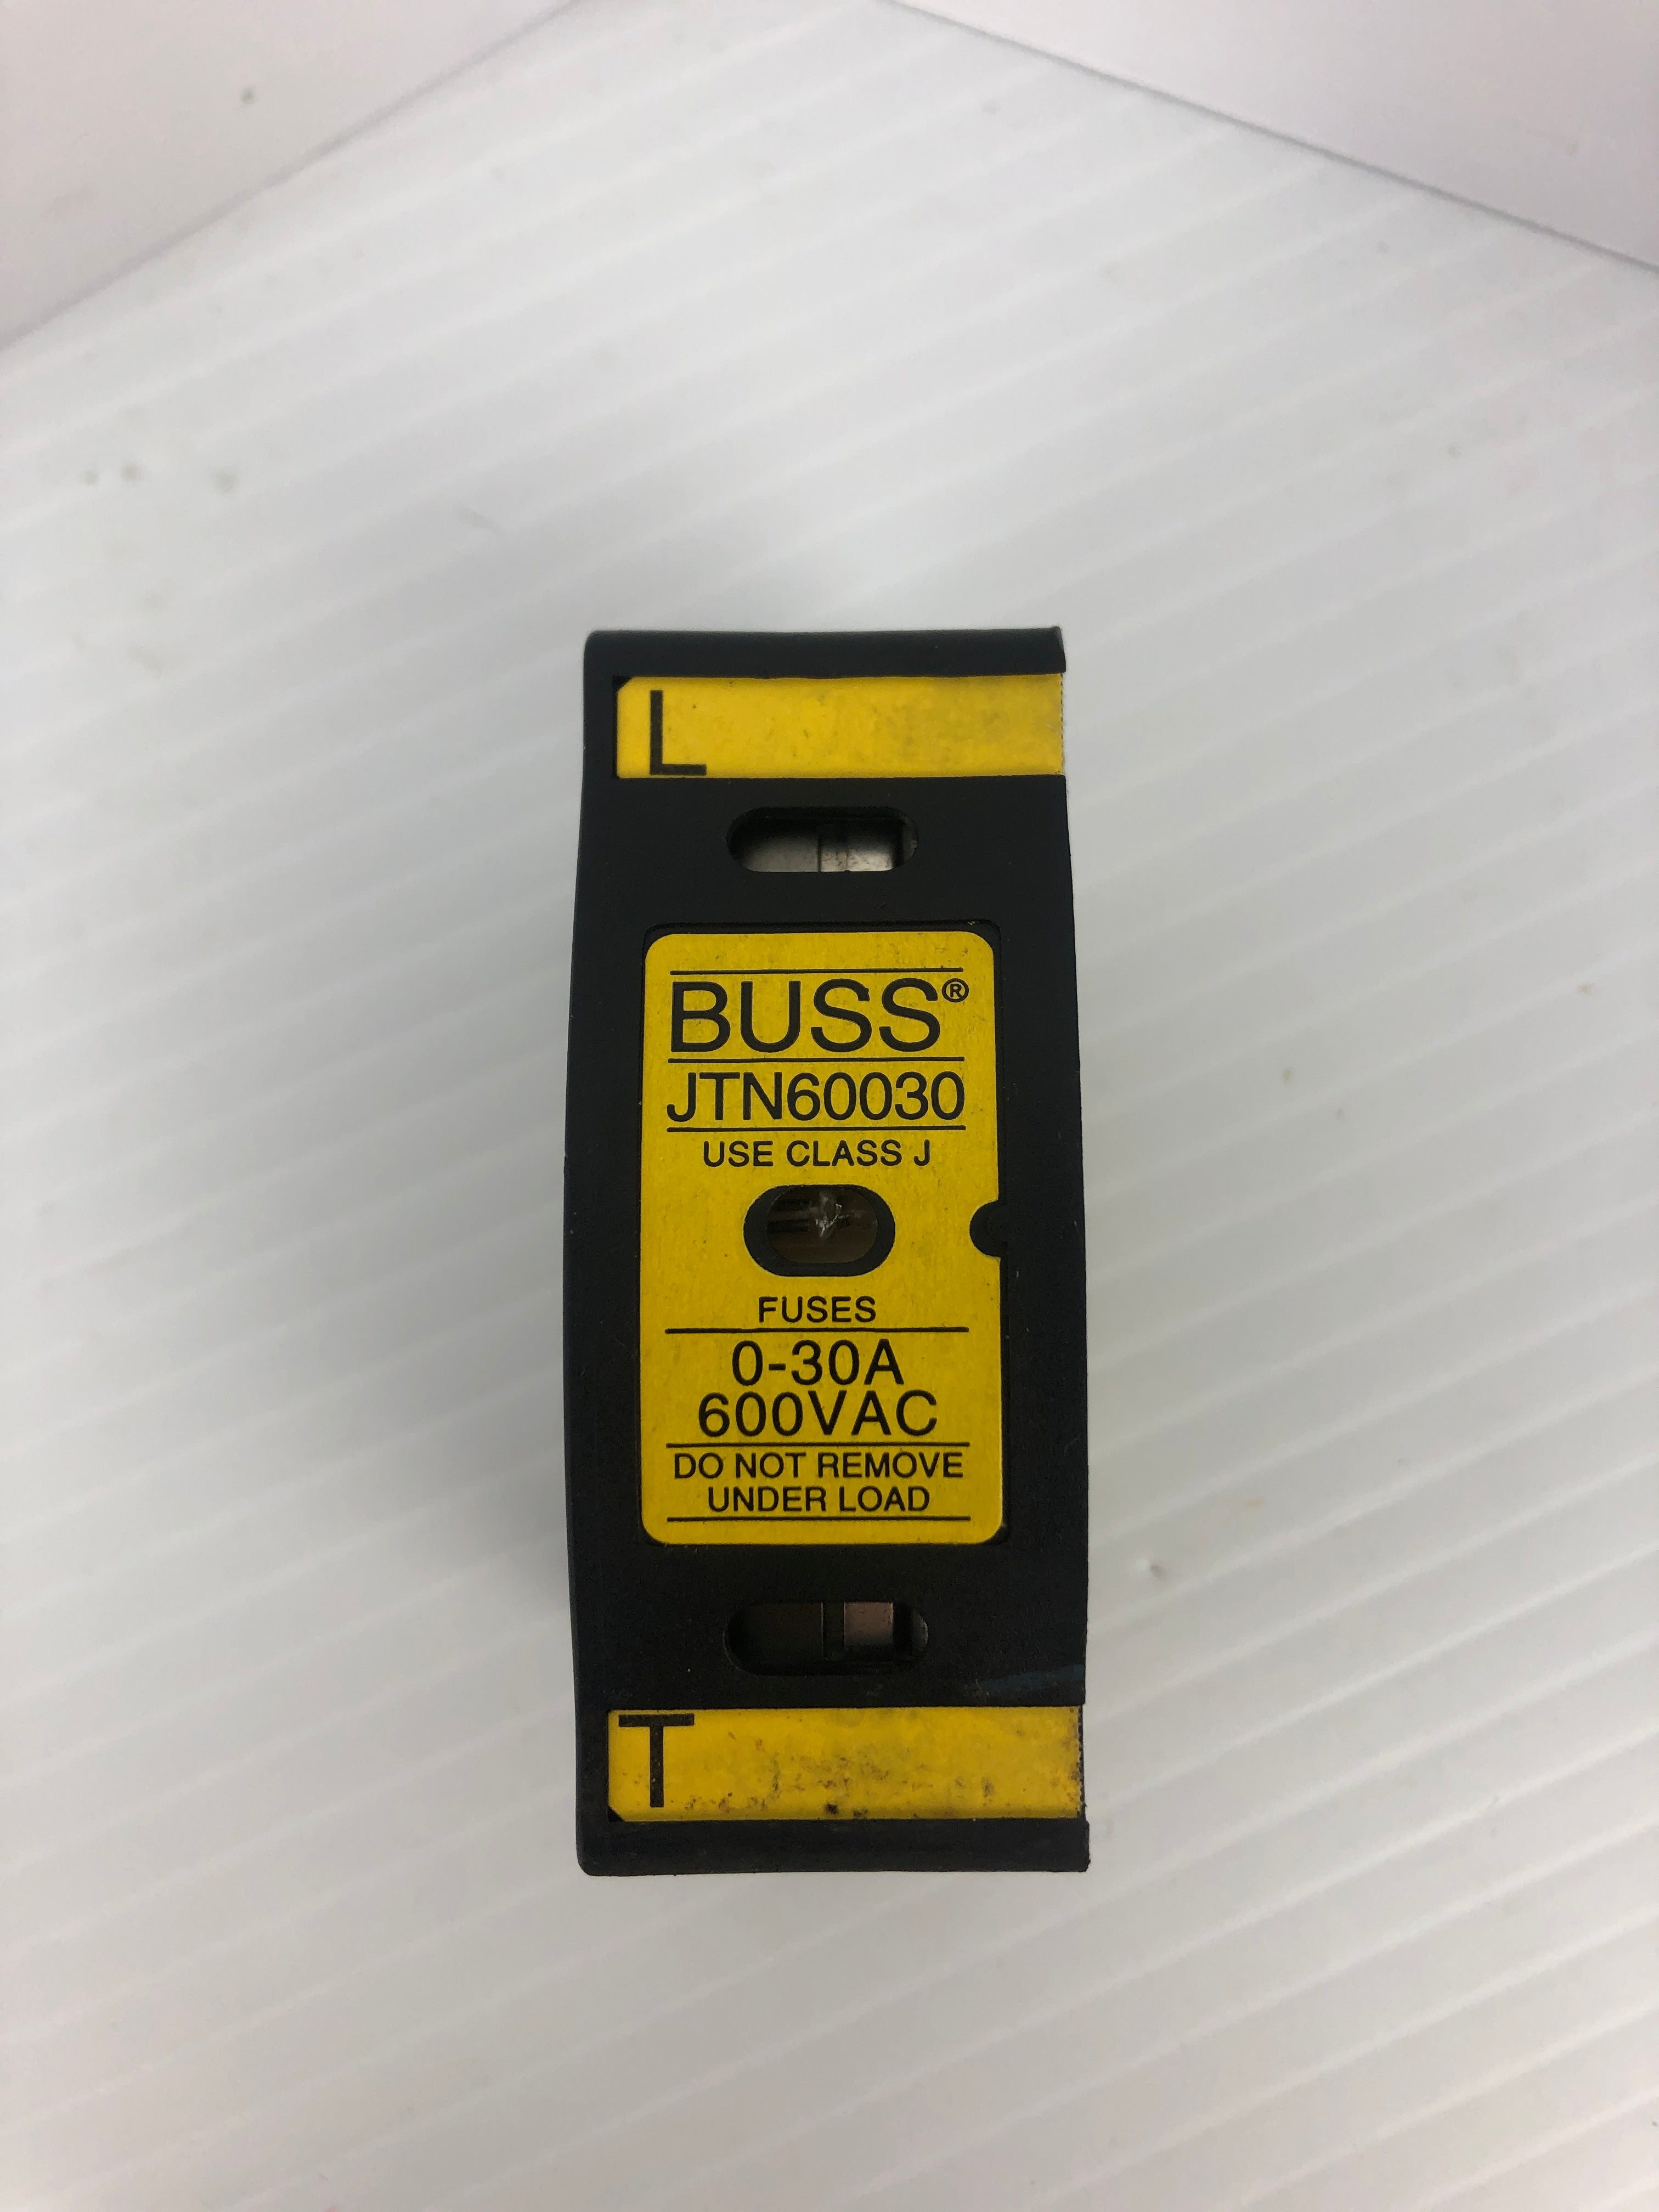 L
BUSS®
JTN60030
USE CLASS J
FUSES
0-30A
600VAC
DO NOT REMOVE
UNDER LOAD
T